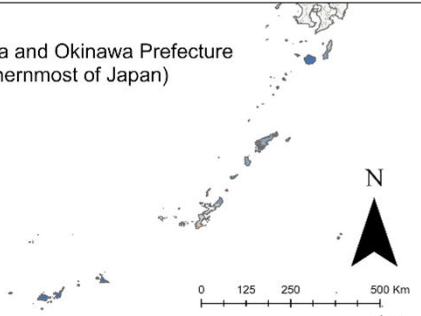 a and Okinawa Prefecture
hernmost of Japan)
N
0 125 250 500 Km